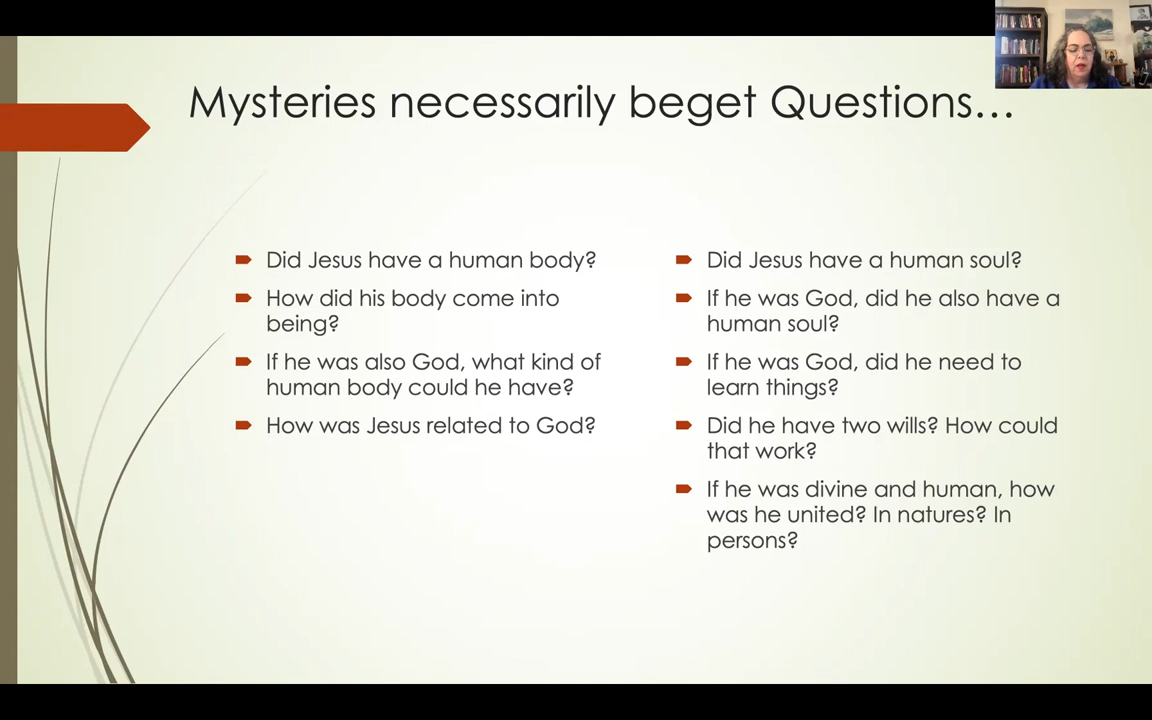 Mysteries necessarily beget Questions…
Did Jesus have a human body?
How did his body come into
being?
If he was also God, what kind of
human body could he have?
How was Jesus related to God?
Did Jesus have a human soul?
If he was God, did he also have a
human soul?
If he was God, did he need to
learn things?
Did he have two wills? How could
that work?
If he was divine and human, how
was he united? In natures? In
persons?